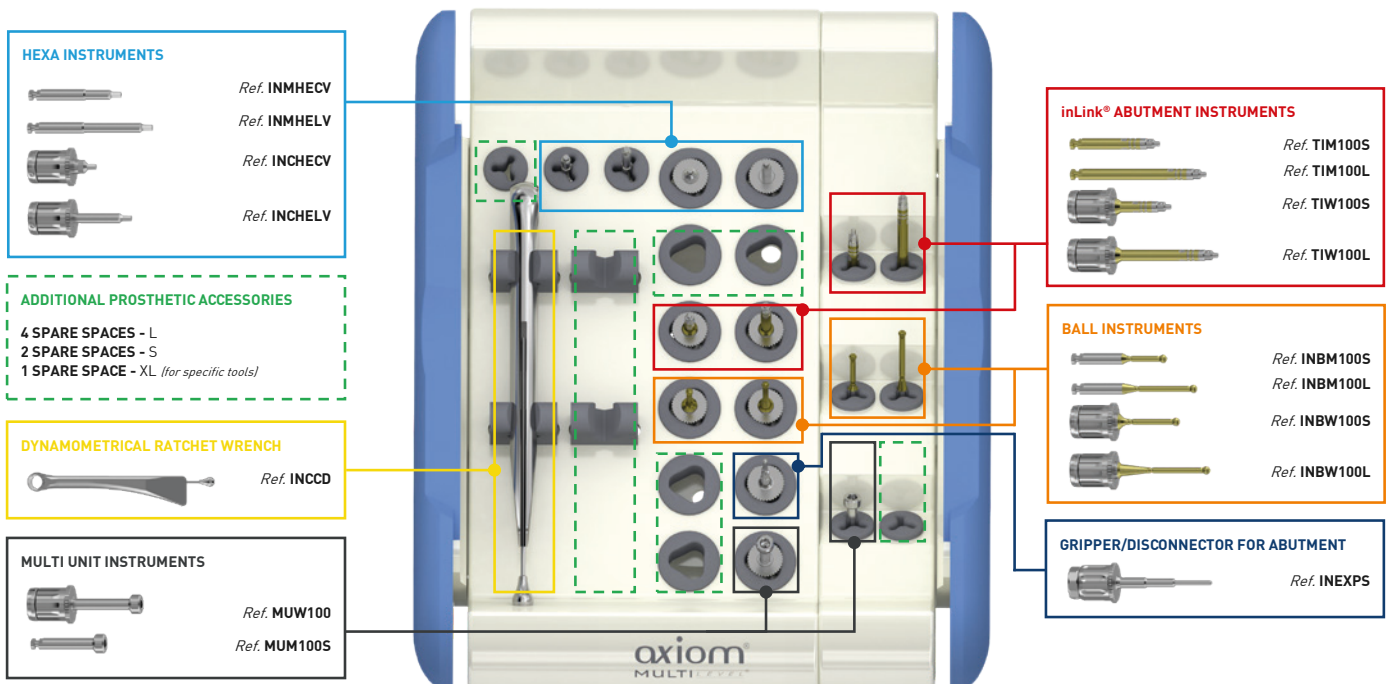 HEXA INSTRUMENTS
Ref. INMHECV
Ref. INMHELV
Ref. INCHECV
Ref. INCHELV
ADDITIONAL PROSTHETIC ACCESSORIES
4 SPARE SPACES - L
2 SPARE SPACES - S
1 SPARE SPACE - XL (for specific tools)
DYNAMOMETRICAL RATCHET WRENCH
Ref. INCCD
MULTI UNIT INSTRUMENTS
Ref. MUW100
Ref. MUM100S
axiom®
MULTI LEVEL®
inLink® ABUTMENT INSTRUMENTS
Ref. TIM100S
Ref. TIM100L
Ref. TIW100S
Ref. TIW100L
BALL INSTRUMENTS
Ref. INBM100S
Ref. INBM100L
Ref. INBW100S
Ref. INBW100L
GRIPPER/DISCONNECTOR FOR ABUTMENT
Ref. INEXPS